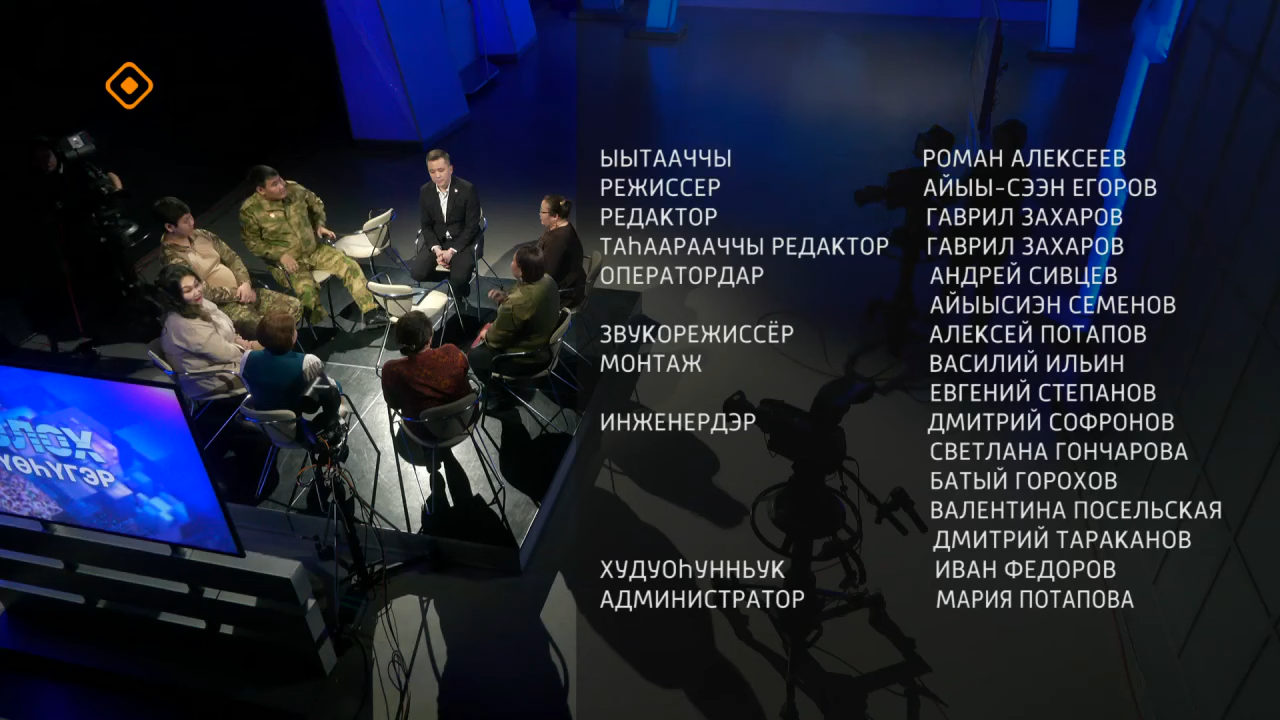 ЫЫТААЧЧЫ РОМАН АЛЕКСЕЕВ
РЕЖИССЕР АЙЫЫ-СЭЭН ЕГОРОВ
РЕДАКТОР ГАВРИЛ ЗАХАРОВ
ТАҺААРААЧЧЫ РЕДАКТОР ГАВРИЛ ЗАХАРОВ
ОПЕРАТОРДАР АНДРЕЙ СИВЦЕВ
АЙЫЫСИЭН СЕМЕНОВ
ЗВУКОРЕЖИССЁР АЛЕКСЕЙ ПОТАПОВ
МОНТАЖ ВАСИЛИЙ ИЛЬИН
ЕВГЕНИЙ СТЕПАНОВ
ИНЖЕНЕРДЭР ДМИТРИЙ СОФРОНОВ
СВЕТЛАНА ГОНЧАРОВА
БАТЫЙ ГОРОХОВ
ВАЛЕНТИНА ПОСЕЛЬСКАЯ
ДМИТРИЙ ТАРАКАНОВ
ХУДУОҺУННЬУК ИВАН ФЕДОРОВ
АДМИНИСТРАТОР МАРИЯ ПОТАПОВА